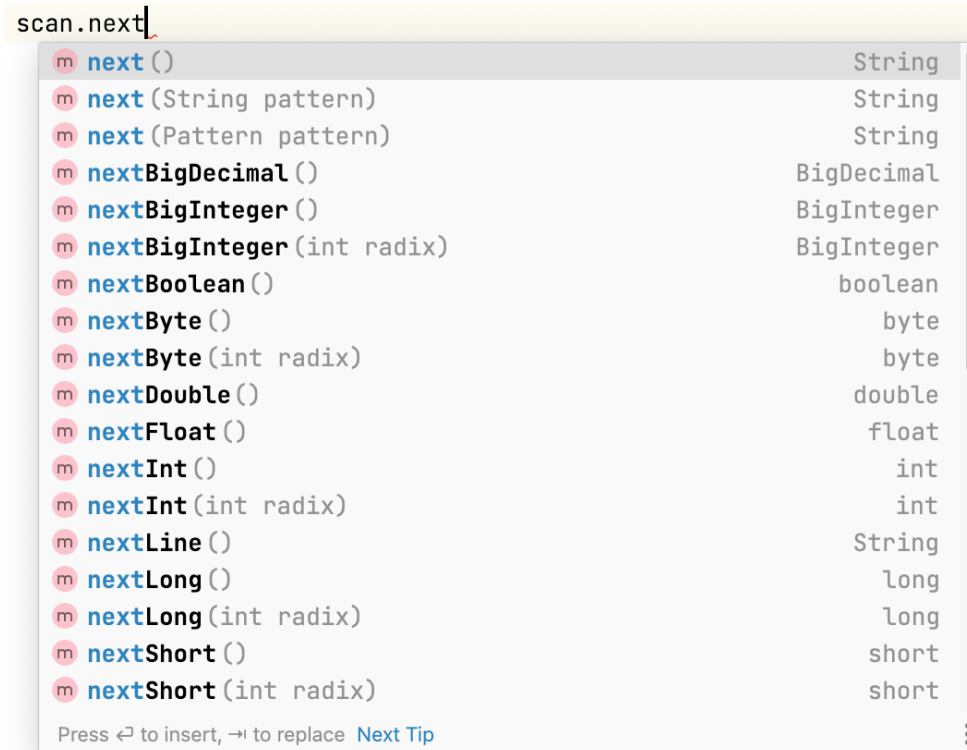 scan.next
m next() String
m next(String pattern) String
m next(Pattern pattern) String
m nextBigDecimal() BigDecimal
m nextBigInteger() BigInteger
m nextBigInteger(int radix) BigInteger
m nextBoolean() boolean
m nextByte() byte
m nextByte(int radix) byte
m nextDouble() double
m nextFloat() float
m nextInt() int
m nextInt(int radix) int
m nextLine() String
m nextLong() long
m nextLong(int radix) long
m nextShort() short
m nextShort(int radix) short
Press ↵ to insert, →| to replace Next Tip